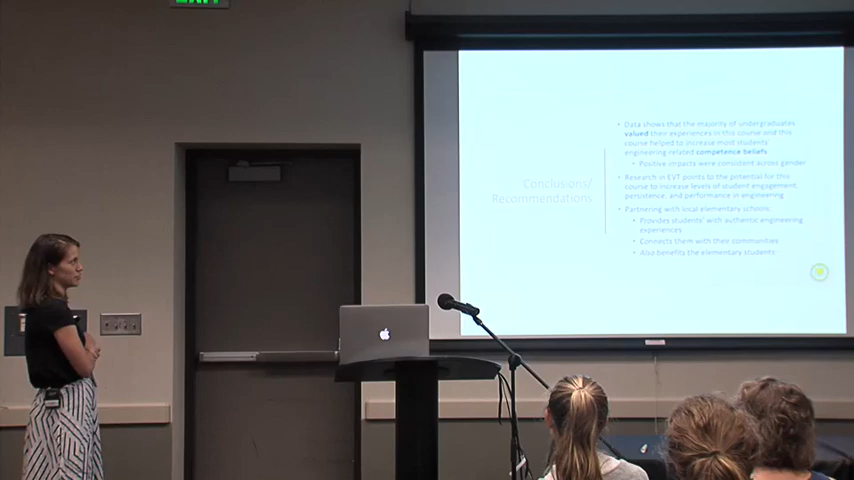 EXIT
Conclusions/
Recommendations
• Data shows that the majority of undergraduates
valued their experiences in this course and this
course helped to increase most students'
engineering related competence beliefs
• Positive impacts were consistent across gender
• Research in EVT points to the potential for this
course to increase levels of student engagement,
persistence, and performance in engineering
• Partnering with local elementary schools:
• Provides students' with authentic engineering
experiences
• Connects them with their communities
• Also benefits the elementary students